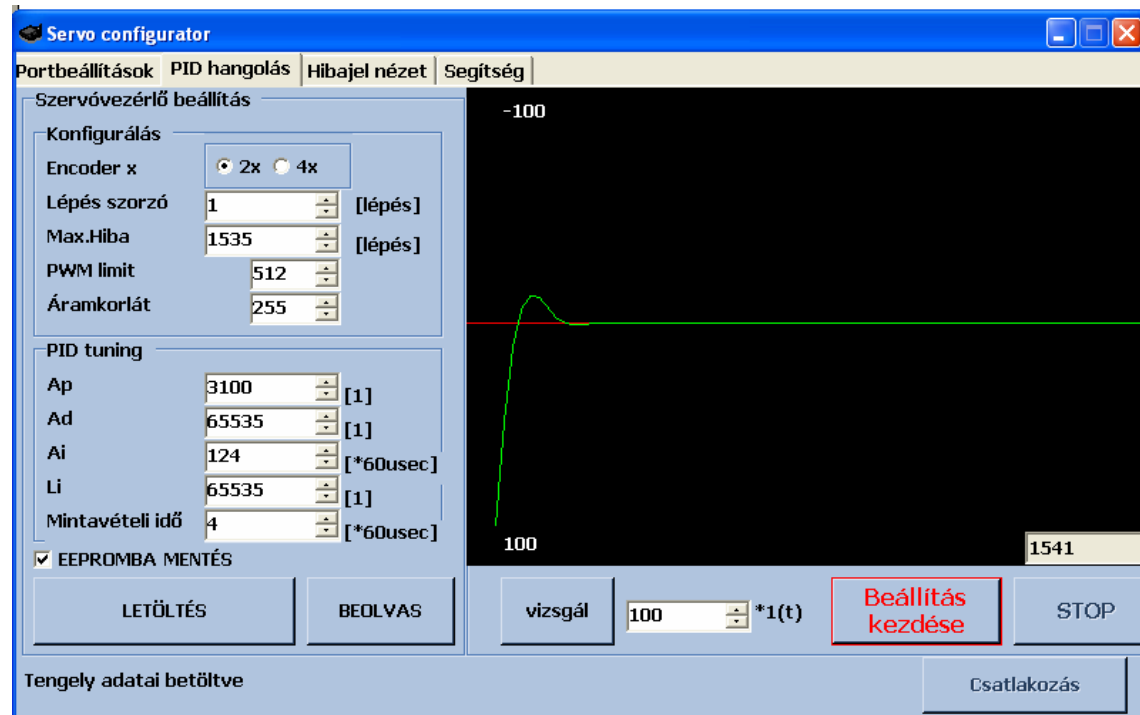 Servo configurator
Portbeállítások PID hangolás Hibajel nézet Segítség
Szervóvezérlő beállítás
Konfigurálás
Encoder x 2x 4x
Lépés szorzó 1 [lépés]
Max.Hiba 1535 [lépés]
PWM limit 512
Áramkorlát 255
PID tuning
Ap 3100 [1]
Ad 65535 [1]
Ai 124 [*60usec]
Li 65535 [1]
Mintavételi idő 4 [*60usec]
EEPROMBA MENTÉS
LETÖLTÉS BEOLVAS
-100
100
1541
vizsgál 100 *1(t)
Beállítás
kezdése
STOP
Tengely adatai betöltve
Csatlakozás